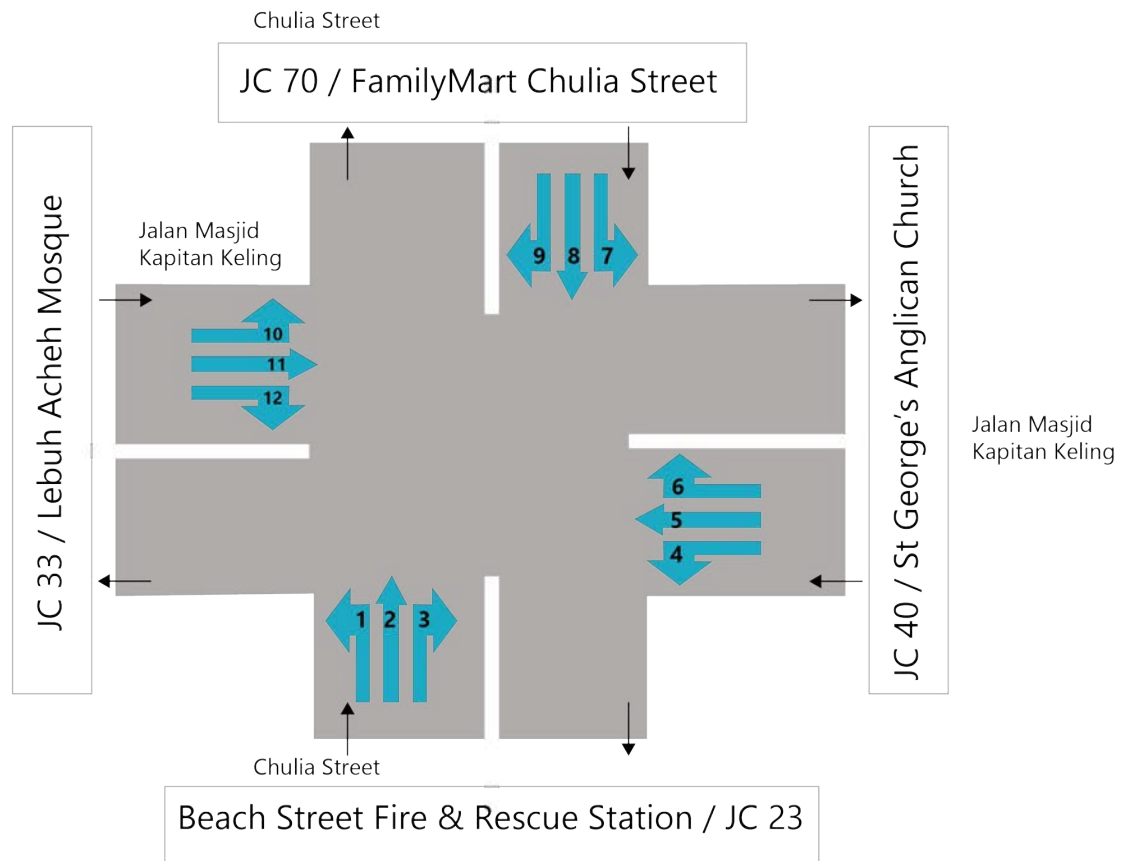 Chulia Street
JC 70 / FamilyMart Chulia Street
JC 33 / Lebuh Acheh Mosque
Jalan Masjid
Kapitan Keling
9
8
7
10
11
12
JC 40 / St George's Anglican Church
Jalan Masjid
Kapitan Keling
6
5
4
1
2
3
Chulia Street
Beach Street Fire & Rescue Station / JC 23